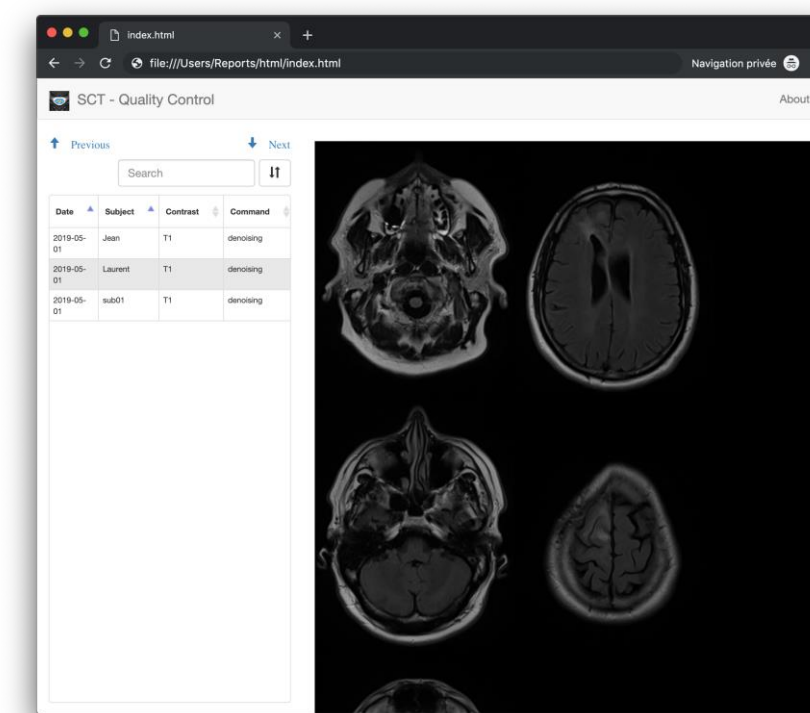 index.html
file:///Users/Reports/html/index.html
Navigation privée
SCT - Quality Control
About
Previous Next
Search
Date Subject Contrast Command
2019-05-
01 Jean T1 denoising
2019-05-
01 Laurent T1 denoising
2019-05-
01 sub01 T1 denoising